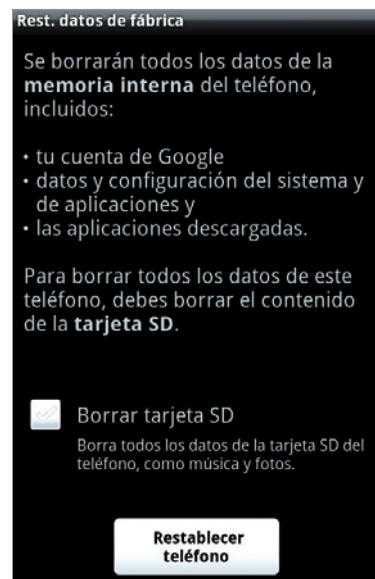 Rest. datos de fábrica
Se borrarán todos los datos de la
memoria interna del teléfono,
incluidos:
• tu cuenta de Google
• datos y configuración del sistema y
de aplicaciones y
• las aplicaciones descargadas.
Para borrar todos los datos de este
teléfono, debes borrar el contenido
de la tarjeta SD.
Borrar tarjeta SD
Borra todos los datos de la tarjeta SD del
teléfono, como música y fotos.
Restablecer
teléfono